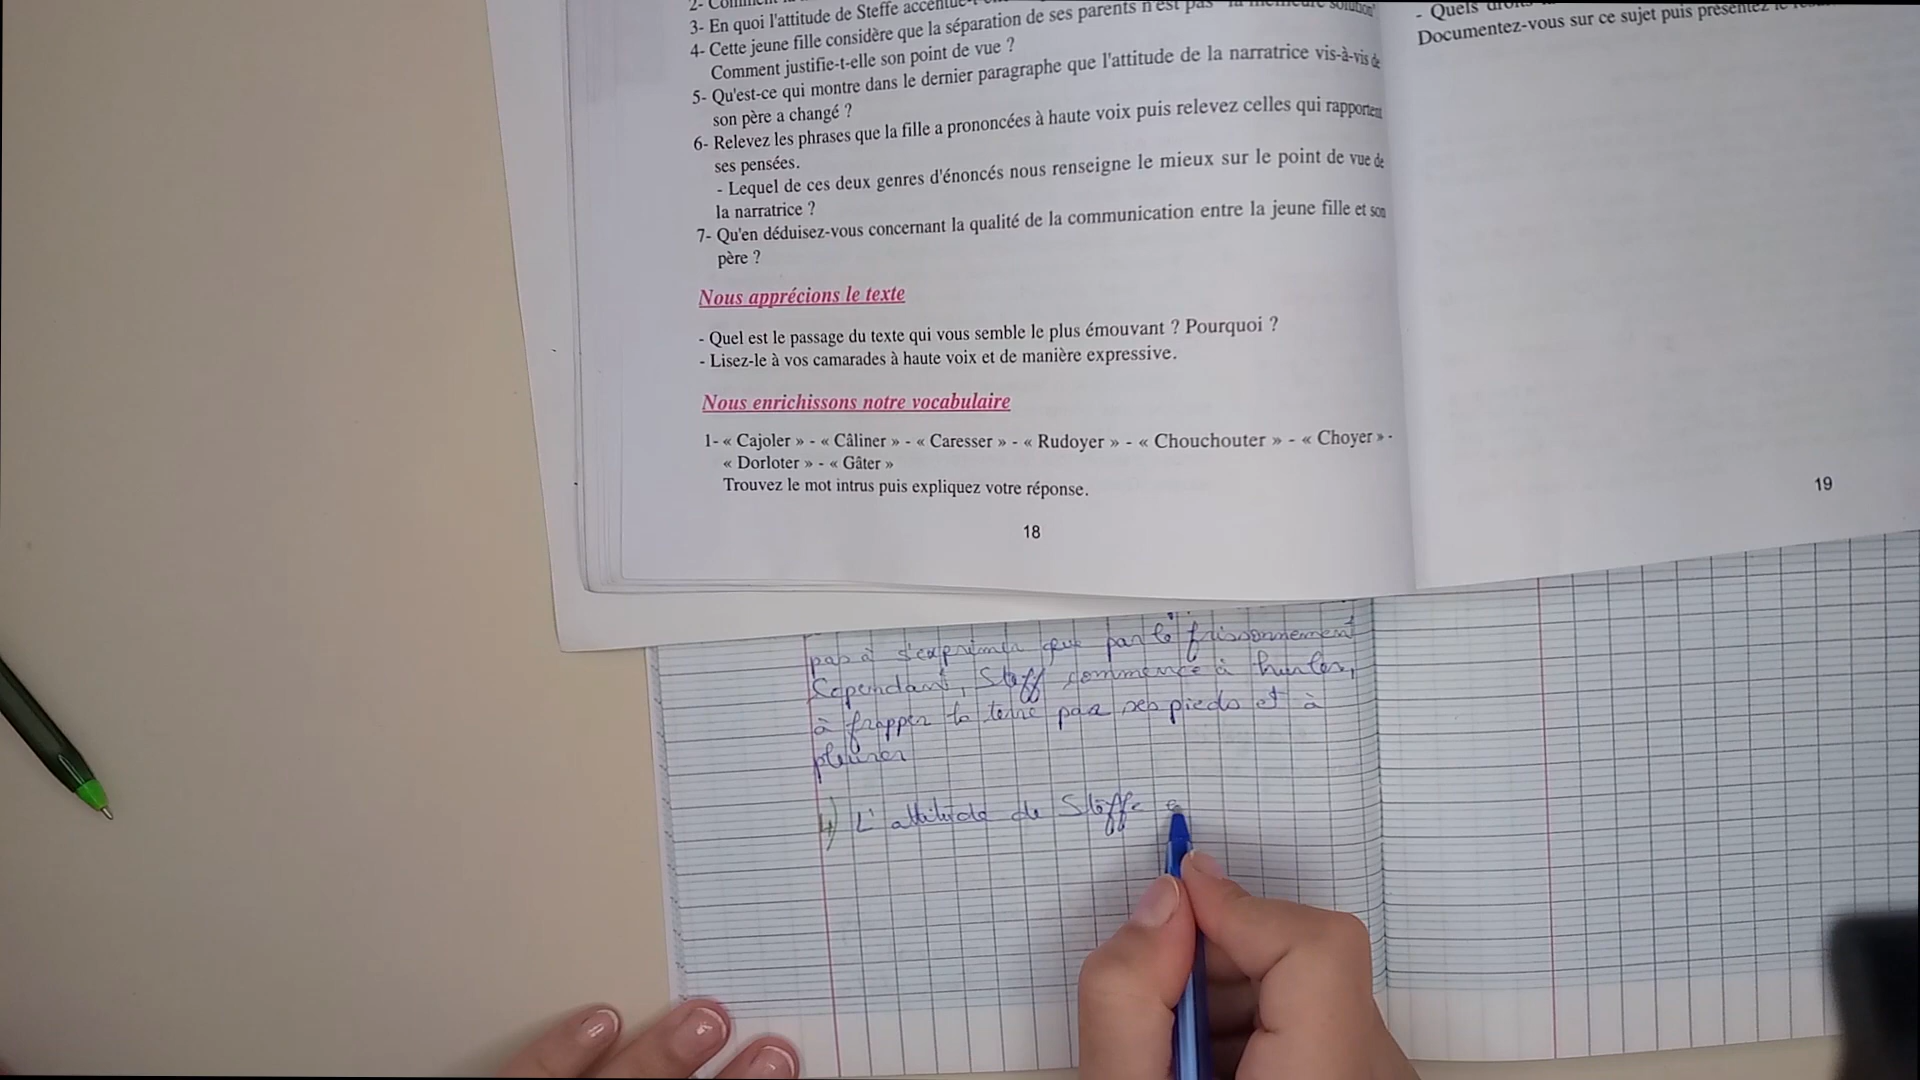 3- En quoi l'attitude de Steffe
4- Cette jeune fille considère que la séparation de ses parents n'est pas "la meilleure solution"
Comment justifie-t-elle son point de vue ?
5- Qu'est-ce qui montre dans le dernier paragraphe que l'attitude de la narratrice vis-à-vis de
son père a changé ?
6- Relevez les phrases que la fille a prononcées à haute voix puis relevez celles qui rapportent
ses pensées.
- Lequel de ces deux genres d'énoncés nous renseigne le mieux sur le point de vue de
la narratrice ?
7- Qu'en déduisez-vous concernant la qualité de la communication entre la jeune fille et son
père ?
Nous apprécions le texte
- Quel est le passage du texte qui vous semble le plus émouvant ? Pourquoi ?
- Lisez-le à vos camarades à haute voix et de manière expressive.
Nous enrichissons notre vocabulaire
1- « Cajoler » - « Câliner » - « Caresser » - « Rudoyer » - « Chouchouter » - « Choyer » -
« Dorloter » - « Gâter »
Trouvez le mot intrus puis expliquez votre réponse.
18
- Quels
Documentez-vous sur ce sujet puis présentez le
19
pas à s'exprimer que par le frissonnement
Cependant, Steff commence à hurler,
à frapper la terre par ses pieds et à
pleurer
4) L'attitude de Steffe